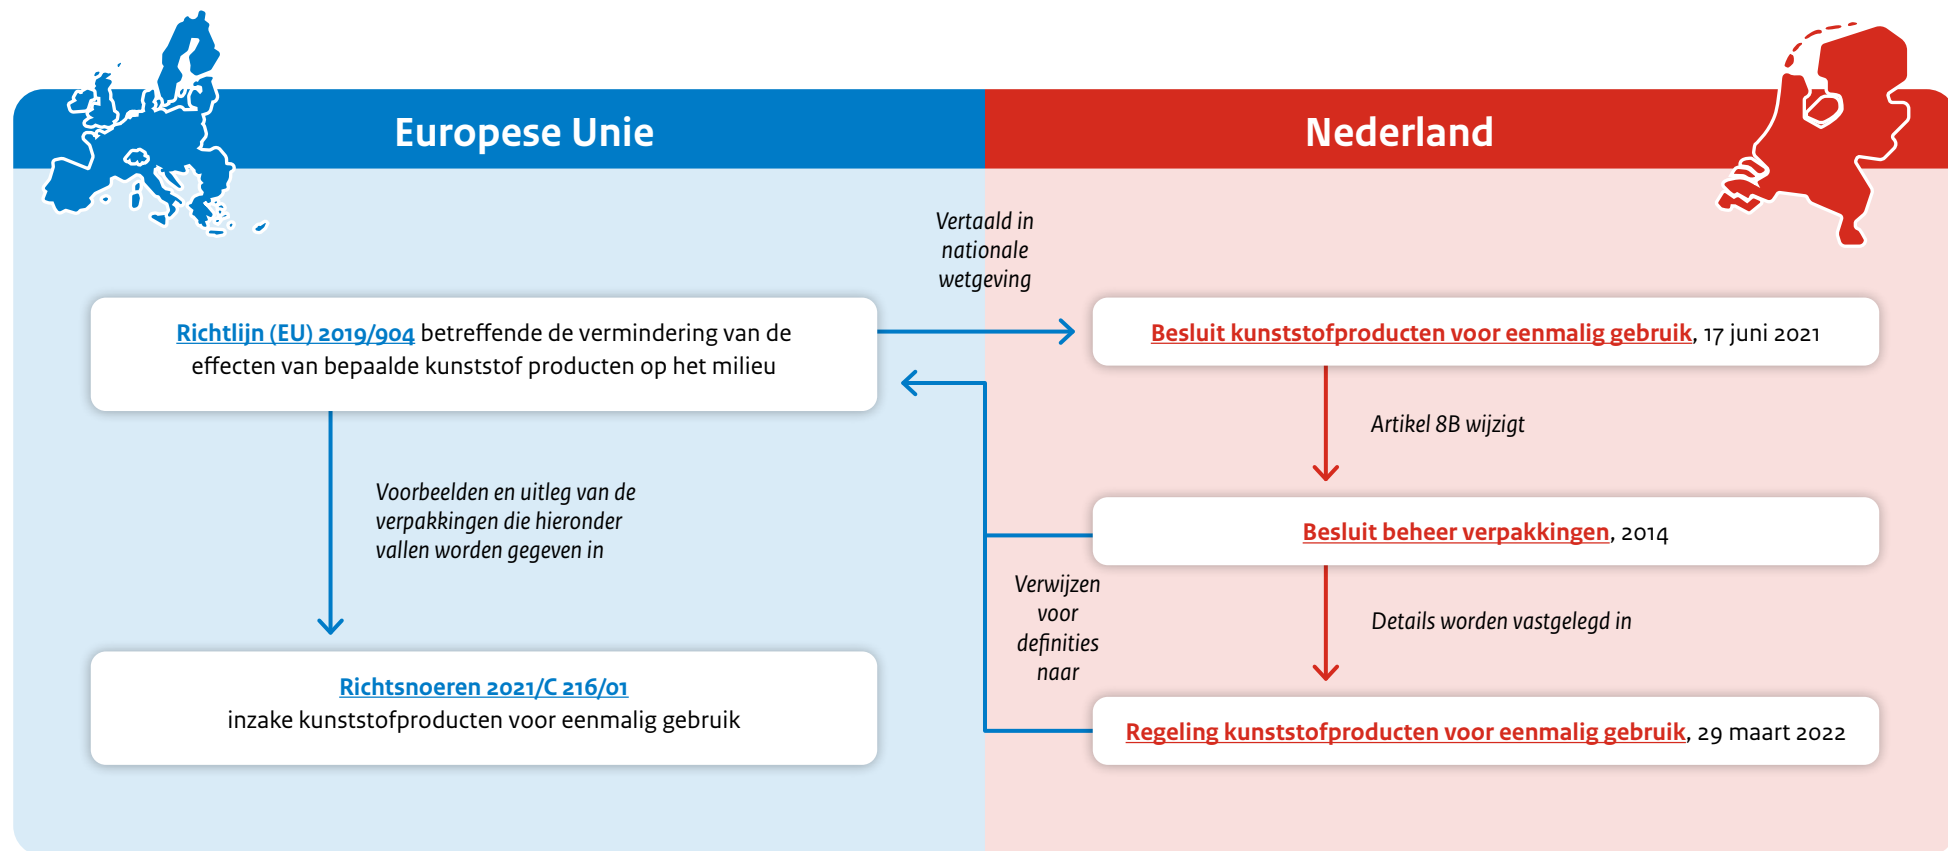 Europese Unie
Nederland
Vertaald in
nationale
wetgeving
Richtlijn (EU) 2019/904 betreffende de vermindering van de
effecten van bepaalde kunststof producten op het milieu
Besluit kunststofproducten voor eenmalig gebruik, 17 juni 2021
Artikel 8B wijzigt
Voorbeelden en uitleg van de
verpakkingen die hieronder
vallen worden gegeven in
Besluit beheer verpakkingen, 2014
Verwijzen
voor
definities
naar
Details worden vastgelegd in
Richtsnoeren 2021/C 216/01
inzake kunststofproducten voor eenmalig gebruik
Regeling kunststofproducten voor eenmalig gebruik, 29 maart 2022